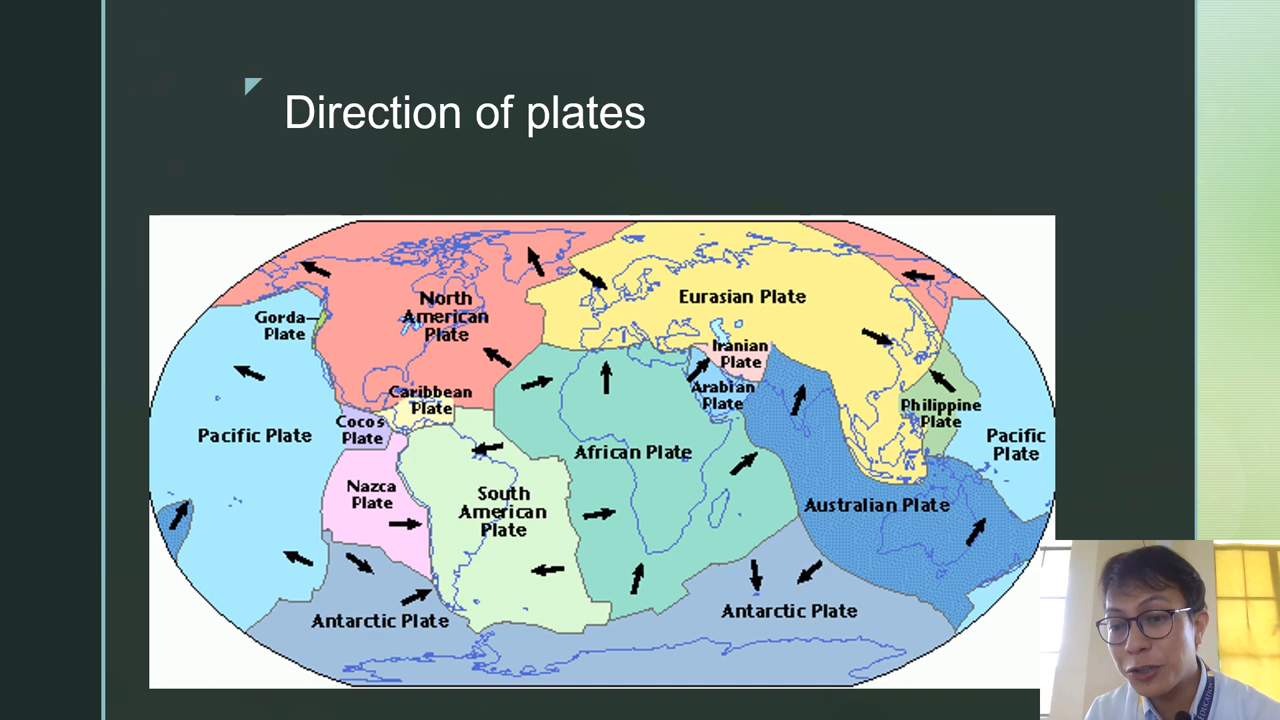 Direction of plates
North
American
Plate
Eurasian Plate
Gorda
Plate
Iranian
Plate
Caribbean
Plate
Arabian
Plate
Philippine
Plate
Cocos
Plate
Pacific Plate
Pacific
Plate
African Plate
Nazca
Plate
South
American
Plate
Australian Plate
Antarctic Plate
Antarctic Plate
EDUCATION